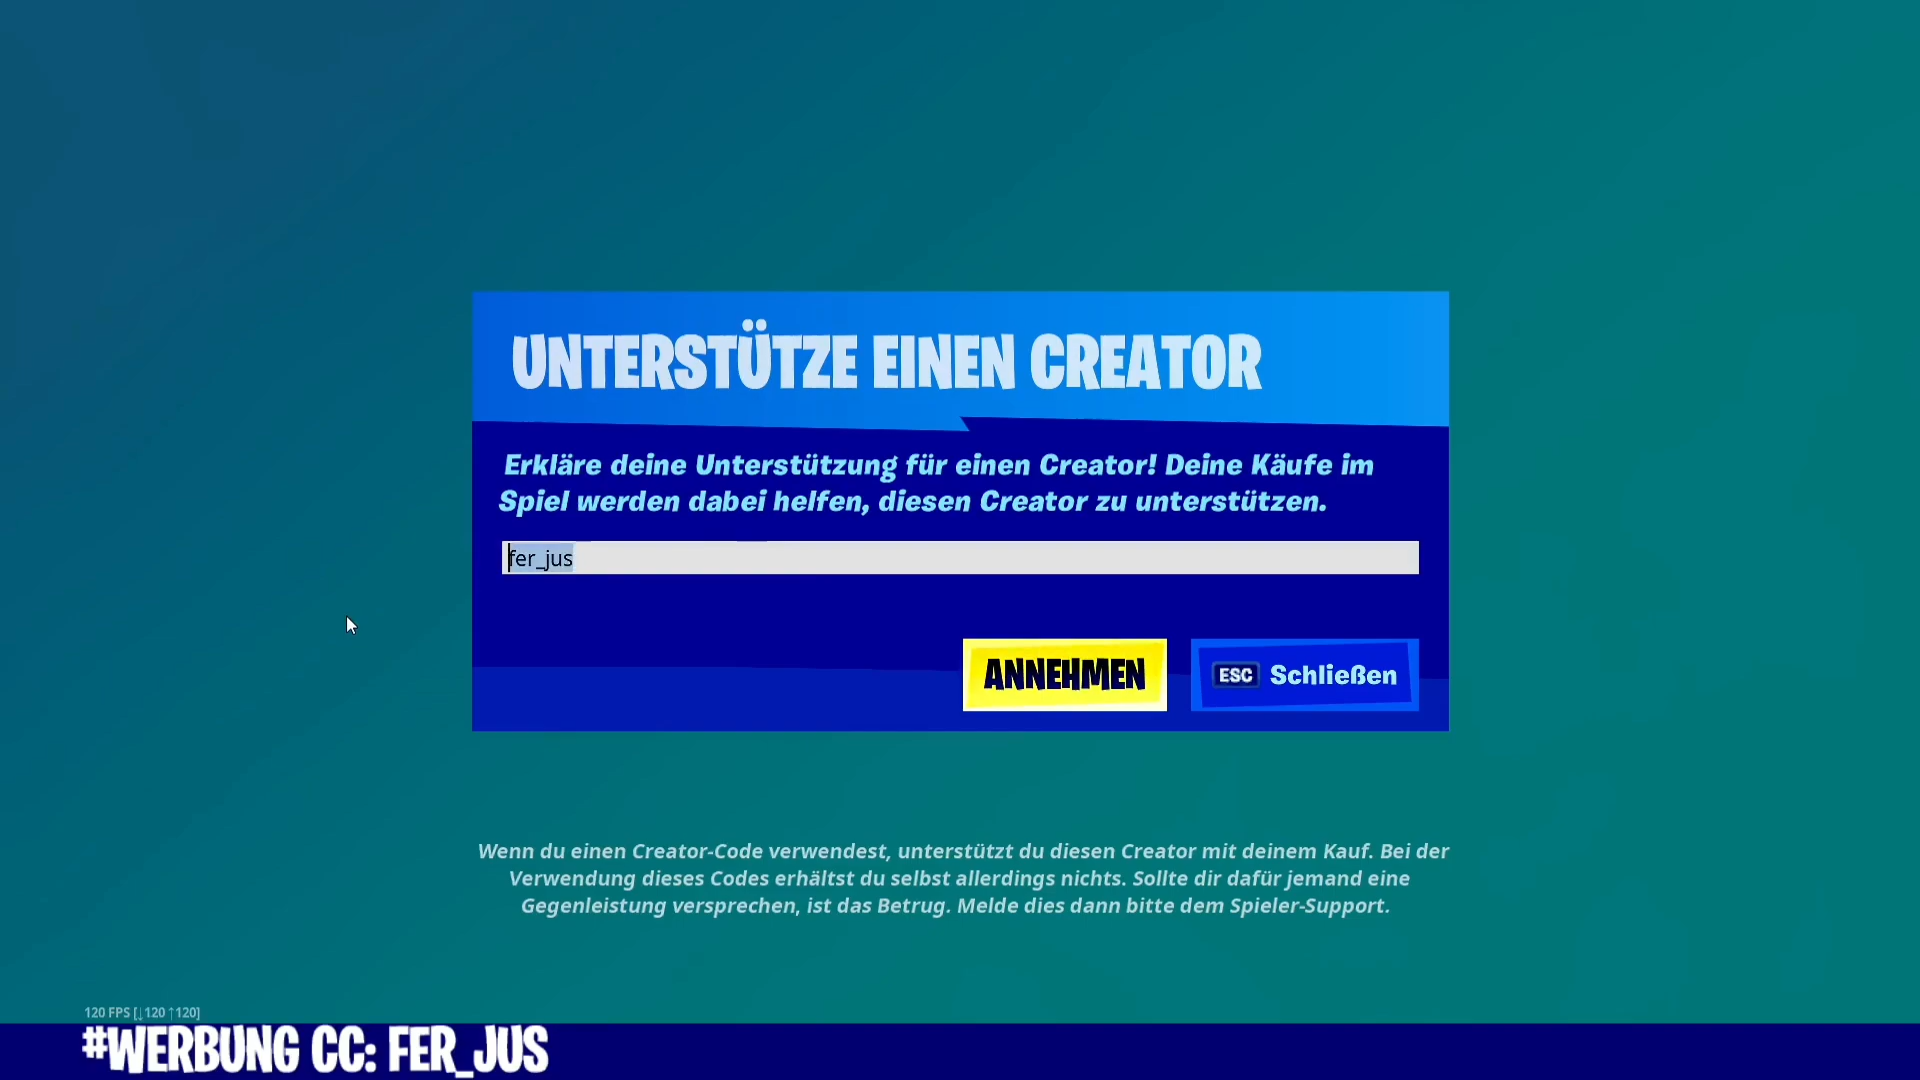 UNTERSTÜTZE EINEN CREATOR
Erkläre deine Unterstützung für einen Creator! Deine Käufe im
Spiel werden dabei helfen, diesen Creator zu unterstützen.
fer_jus
ANNEHMEN
ESC Schließen
Wenn du einen Creator-Code verwendest, unterstützt du diesen Creator mit deinem Kauf. Bei der
Verwendung dieses Codes erhältst du selbst allerdings nichts. Sollte dir dafür jemand eine
Gegenleistung versprechen, ist das Betrug. Melde dies dann bitte dem Spieler-Support.
120 FPS [↓120 ↑120]
#WERBUNG CC: FER_JUS